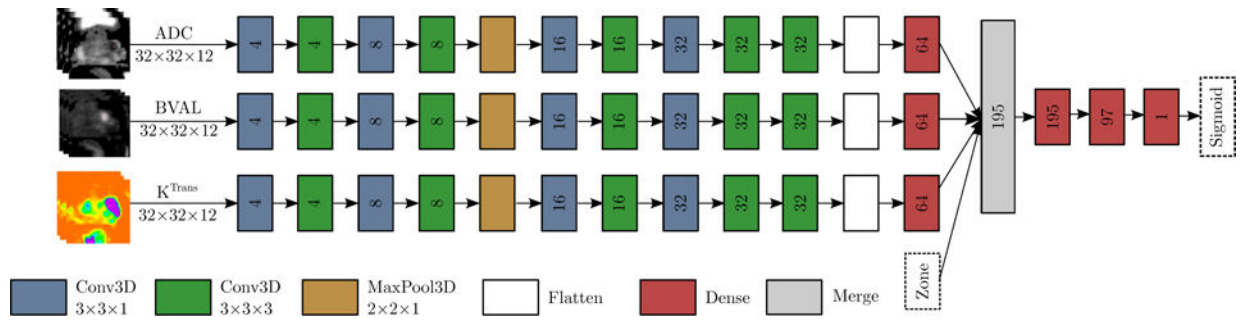 ADC
32×32×12
4 4 8 8 16 16 32 32 32 64
BVAL
32×32×12
4 4 8 8 16 16 32 32 32 64
K^Trans
32×32×12
4 4 8 8 16 16 32 32 32 64
Zone
195
195 97 1
Sigmoid
Conv3D
3×3×1
Conv3D
3×3×3
MaxPool3D
2×2×1
Flatten
Dense
Merge